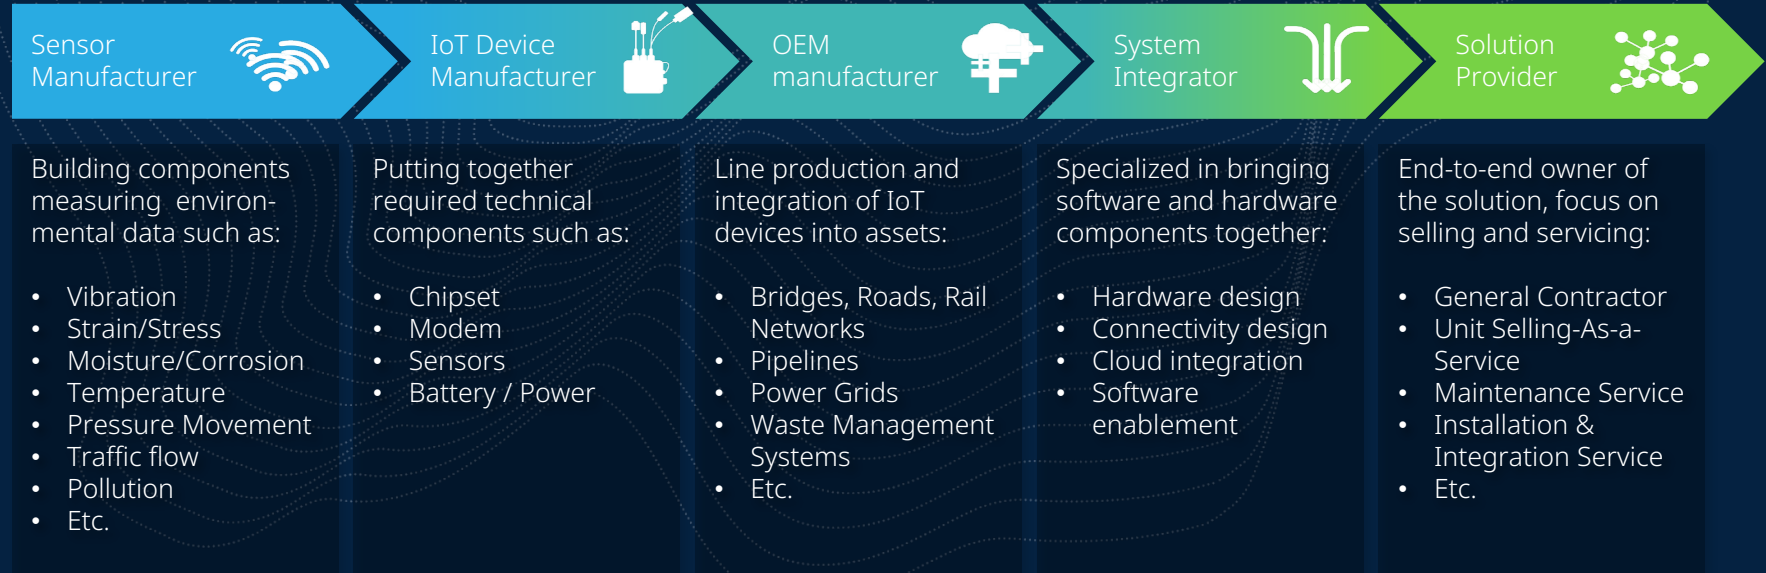 Sensor
Manufacturer
IoT Device
Manufacturer
OEM
manufacturer
System
Integrator
Solution
Provider
Building components
measuring  environ-
mental data such as:
• Vibration
• Strain/Stress
• Moisture/Corrosion
• Temperature
• Pressure Movement
• Traffic flow
• Pollution
• Etc.
Putting together
required technical
components such as:
• Chipset
• Modem
• Sensors
• Battery / Power
Line production and
integration of IoT
devices into assets:
• Bridges, Roads, Rail
Networks
• Pipelines
• Power Grids
• Waste Management
Systems
• Etc.
Specialized in bringing
software and hardware
components together:
• Hardware design
• Connectivity design
• Cloud integration
• Software
enablement
End-to-end owner of
the solution, focus on
selling and servicing:
• General Contractor
• Unit Selling-As-a-
Service
• Maintenance Service
• Installation &
Integration Service
• Etc.